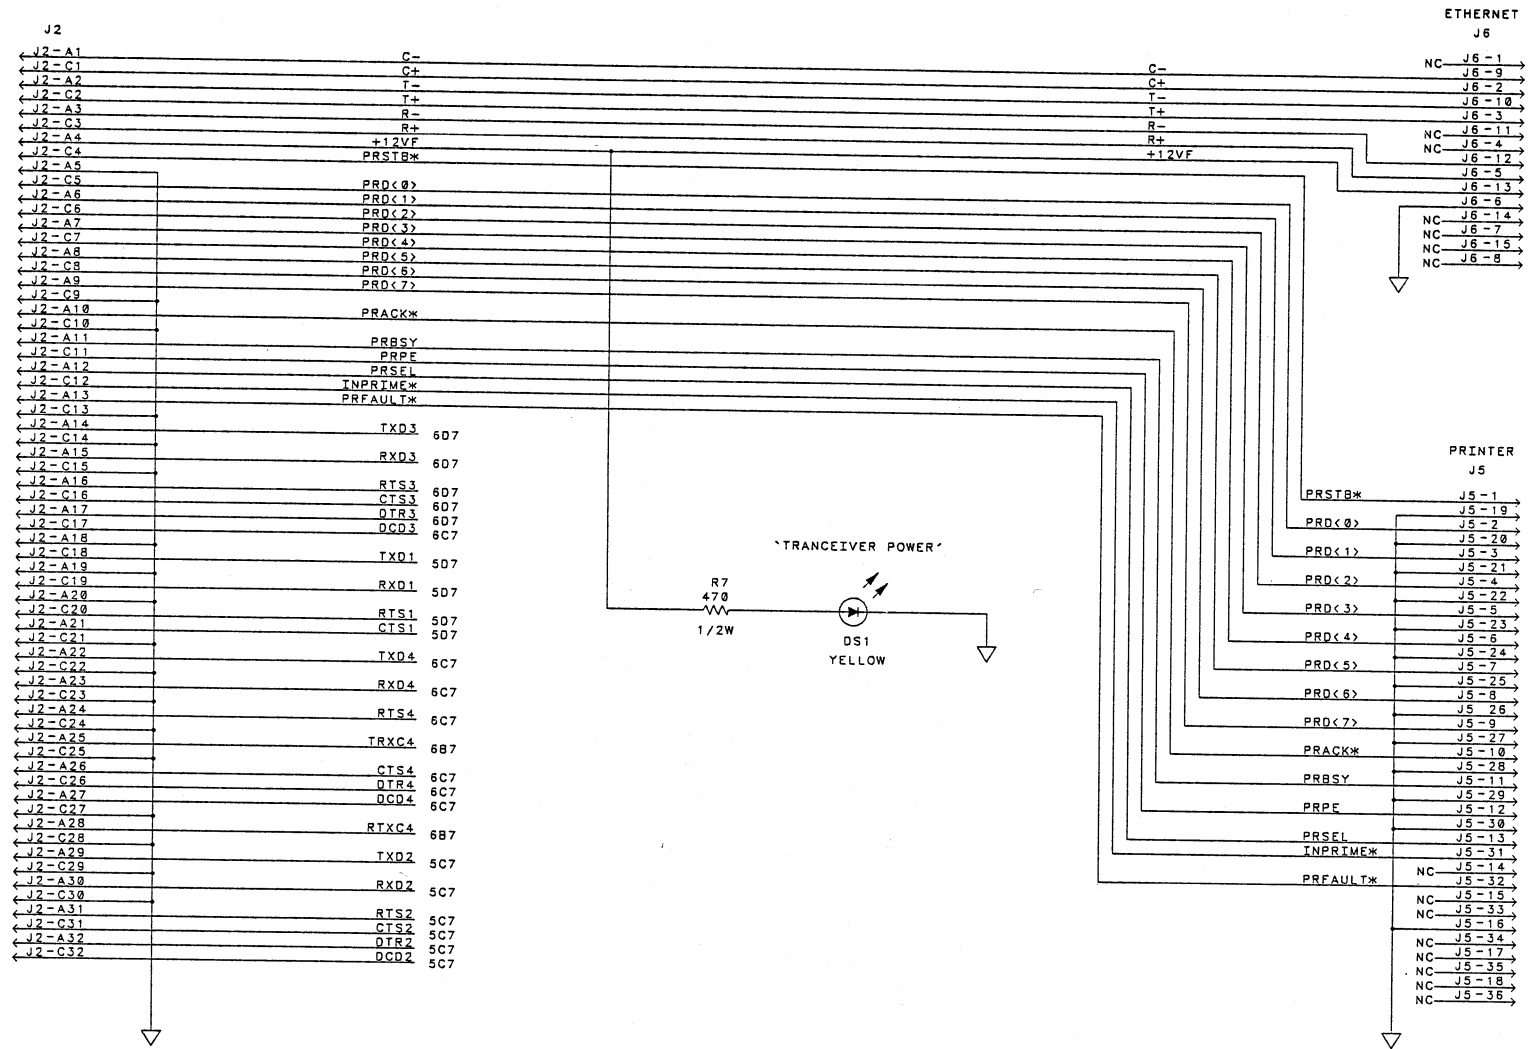 J2
J2-A1
J2-C1
J2-A2
J2-C2
J2-A3
J2-C3
J2-A4
J2-C4
J2-A5
J2-C5
J2-A6
J2-C6
J2-A7
J2-C7
J2-A8
J2-C8
J2-A9
J2-C9
J2-A10
J2-C10
J2-A11
J2-C11
J2-A12
J2-C12
J2-A13
J2-C13
J2-A14
J2-C14
J2-A15
J2-C15
J2-A16
J2-C16
J2-A17
J2-C17
J2-A18
J2-C18
J2-A19
J2-C19
J2-A20
J2-C20
J2-A21
J2-C21
J2-A22
J2-C22
J2-A23
J2-C23
J2-A24
J2-C24
J2-A25
J2-C25
J2-A26
J2-C26
J2-A27
J2-C27
J2-A28
J2-C28
J2-A29
J2-C29
J2-A30
J2-C30
J2-A31
J2-C31
J2-A32
J2-C32
C-
C+
T-
T+
R-
R+
+12VF
PRSTB*
PRD<0>
PRD<1>
PRD<2>
PRD<3>
PRD<4>
PRD<5>
PRD<6>
PRD<7>
PRACK*
PRBSY
PRPE
PRSEL
INPRIME*
PRFAULT*
TXD3 6D7
RXD3 6D7
RTS3 6D7
CTS3 6D7
DTR3 6D7
DCD3 6C7
TXD1 5D7
RXD1 5D7
RTS1 5D7
CTS1 5D7
TXD4 6C7
RXD4 6C7
RTS4 6C7
TRXC4 6B7
CTS4 6C7
DTR4 6C7
DCD4 6C7
RTXC4 6B7
TXD2 5C7
RXD2 5C7
RTS2 5C7
CTS2 5C7
DTR2 5C7
DCD2 5C7
`TRANCEIVER POWER´
R7
470
1/2W
DS1
YELLOW
C-
C+
T-
T+
R-
R+
+12VF
ETHERNET
J6
NC J6-1
J6-9
J6-2
J6-10
J6-3
NC J6-11
NC J6-4
J6-12
J6-5
J6-13
J6-6
NC J6-14
NC J6-7
NC J6-15
NC J6-8
PRINTER
J5
PRSTB* J5-1
J5-19
PRD<0> J5-2
J5-20
PRD<1> J5-3
J5-21
PRD<2> J5-4
J5-22
PRD<3> J5-5
J5-23
PRD<4> J5-6
J5-24
PRD<5> J5-7
J5-25
PRD<6> J5-8
J5 26
PRD<7> J5-9
J5-27
PRACK* J5-10
J5-28
PRBSY J5-11
J5-29
PRPE J5-12
J5-30
PRSEL J5-13
INPRIME* J5-31
NC J5-14
PRFAULT* J5-32
NC J5-15
NC J5-33
J5-16
NC J5-34
NC J5-17
NC J5-35
NC J5-18
NC J5-36